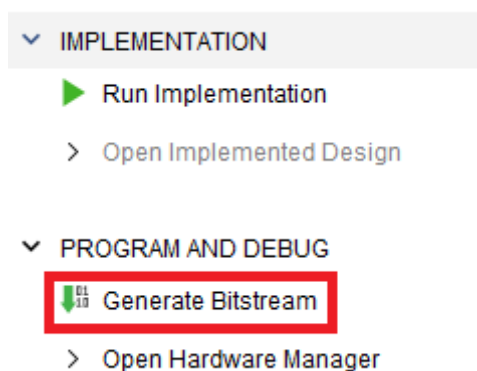 IMPLEMENTATION
Run Implementation
Open Implemented Design
PROGRAM AND DEBUG
Generate Bitstream
Open Hardware Manager